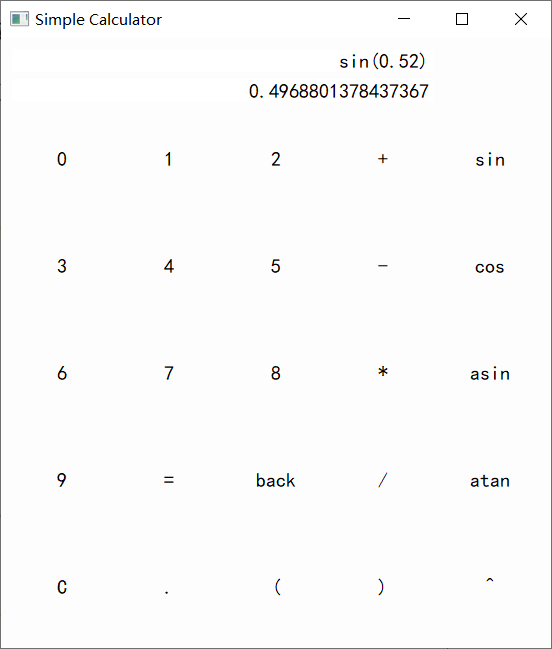 Simple Calculator
sin(0.52)
0.4968801378437367
0 1 2 + sin
3 4 5 - cos
6 7 8 * asin
9 = back / atan
C . ( ) ^